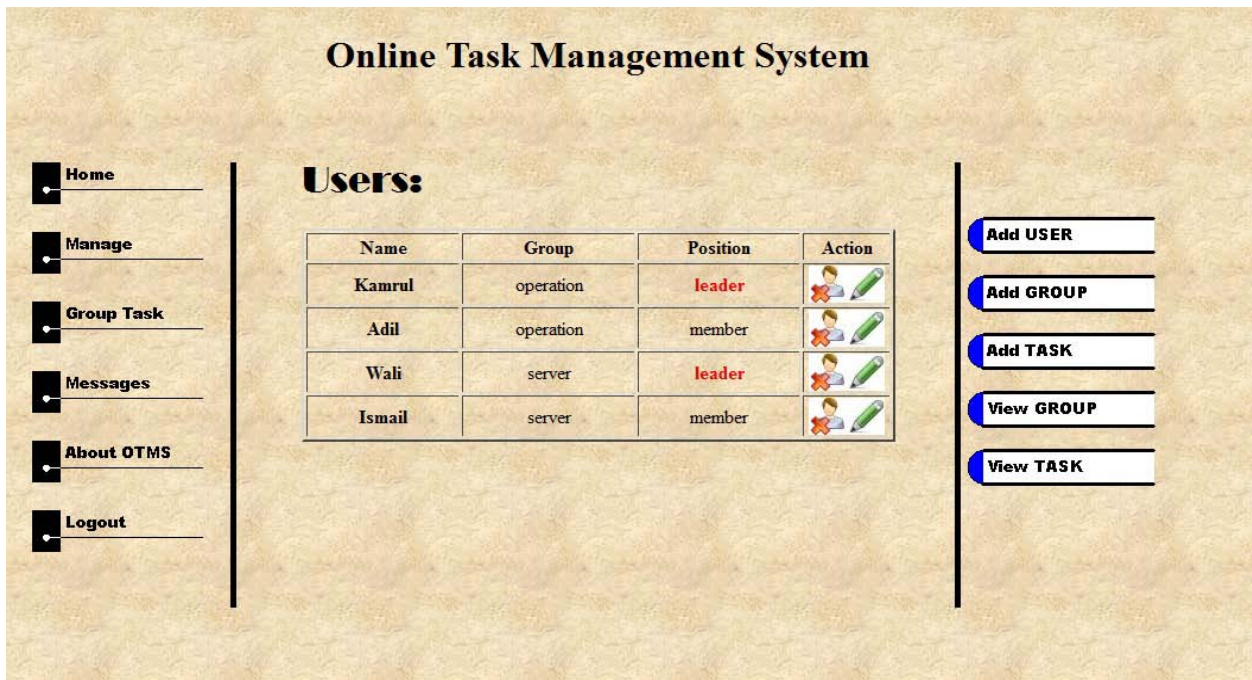 Online Task Management System
Home
Manage
Group Task
Messages
About OTMS
Logout
Users:
Name Group Position Action
Kamrul operation leader
Adil operation member
Wali server leader
Ismail server member
Add USER
Add GROUP
Add TASK
View GROUP
View TASK